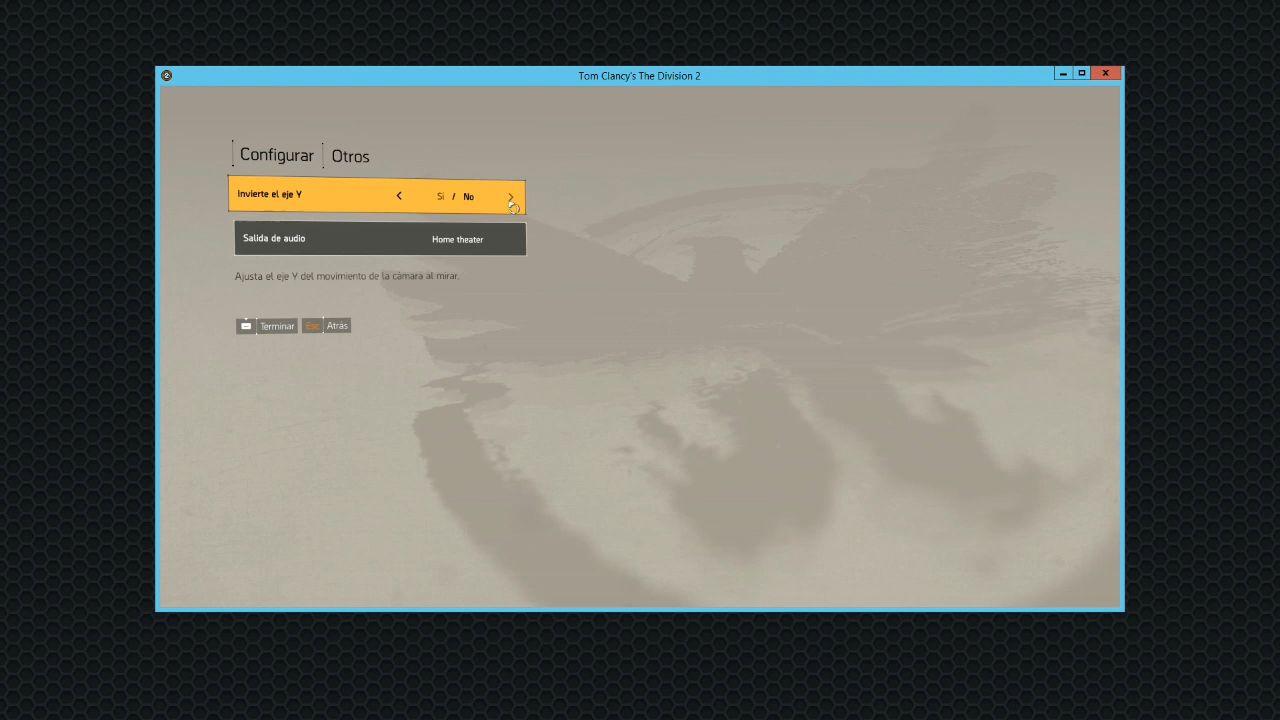 Tom Clancy's The Division 2
Configurar Otros
Invierte el eje Y < Sí / No >
Salida de audio Home theater
Ajusta el eje Y del movimiento de la cámara al mirar.
Terminar Esc Atrás